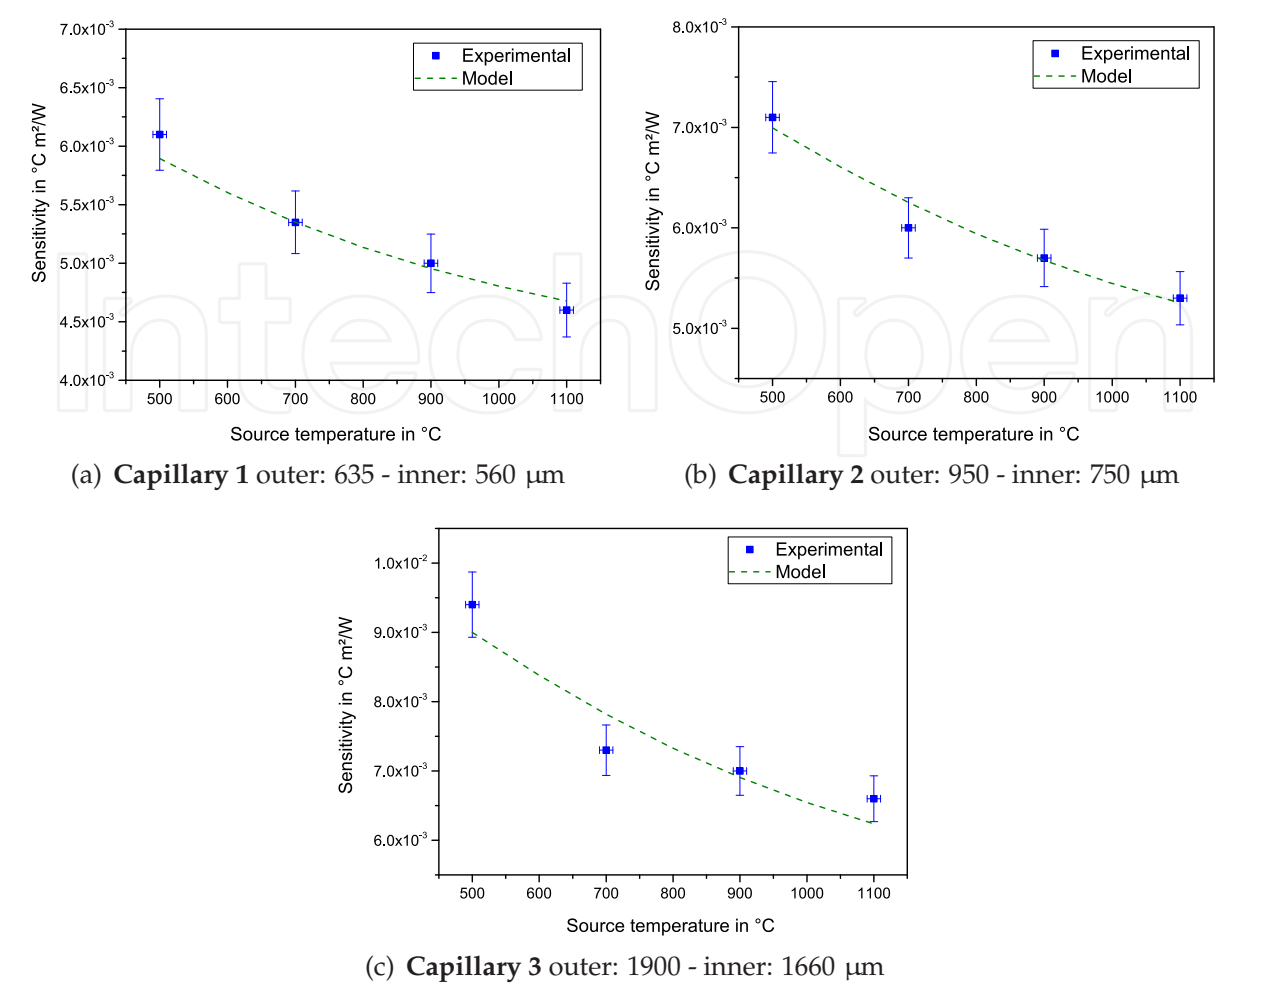 7.0x10⁻³
6.5x10⁻³
6.0x10⁻³
5.5x10⁻³
5.0x10⁻³
4.5x10⁻³
4.0x10⁻³
Sensitivity in °C m²/W
Experimental
Model
500 600 700 800 900 1000 1100
Source temperature in °C
(a) Capillary 1 outer: 635 - inner: 560 μm
8.0x10⁻³
7.0x10⁻³
6.0x10⁻³
5.0x10⁻³
Sensitivity in °C m²/W
Experimental
Model
500 600 700 800 900 1000 1100
Source temperature in °C
(b) Capillary 2 outer: 950 - inner: 750 μm
IntechOpen
1.0x10⁻²
9.0x10⁻³
8.0x10⁻³
7.0x10⁻³
6.0x10⁻³
Sensitivity in °C m²/W
Experimental
Model
500 600 700 800 900 1000 1100
Source temperature in °C
(c) Capillary 3 outer: 1900 - inner: 1660 μm